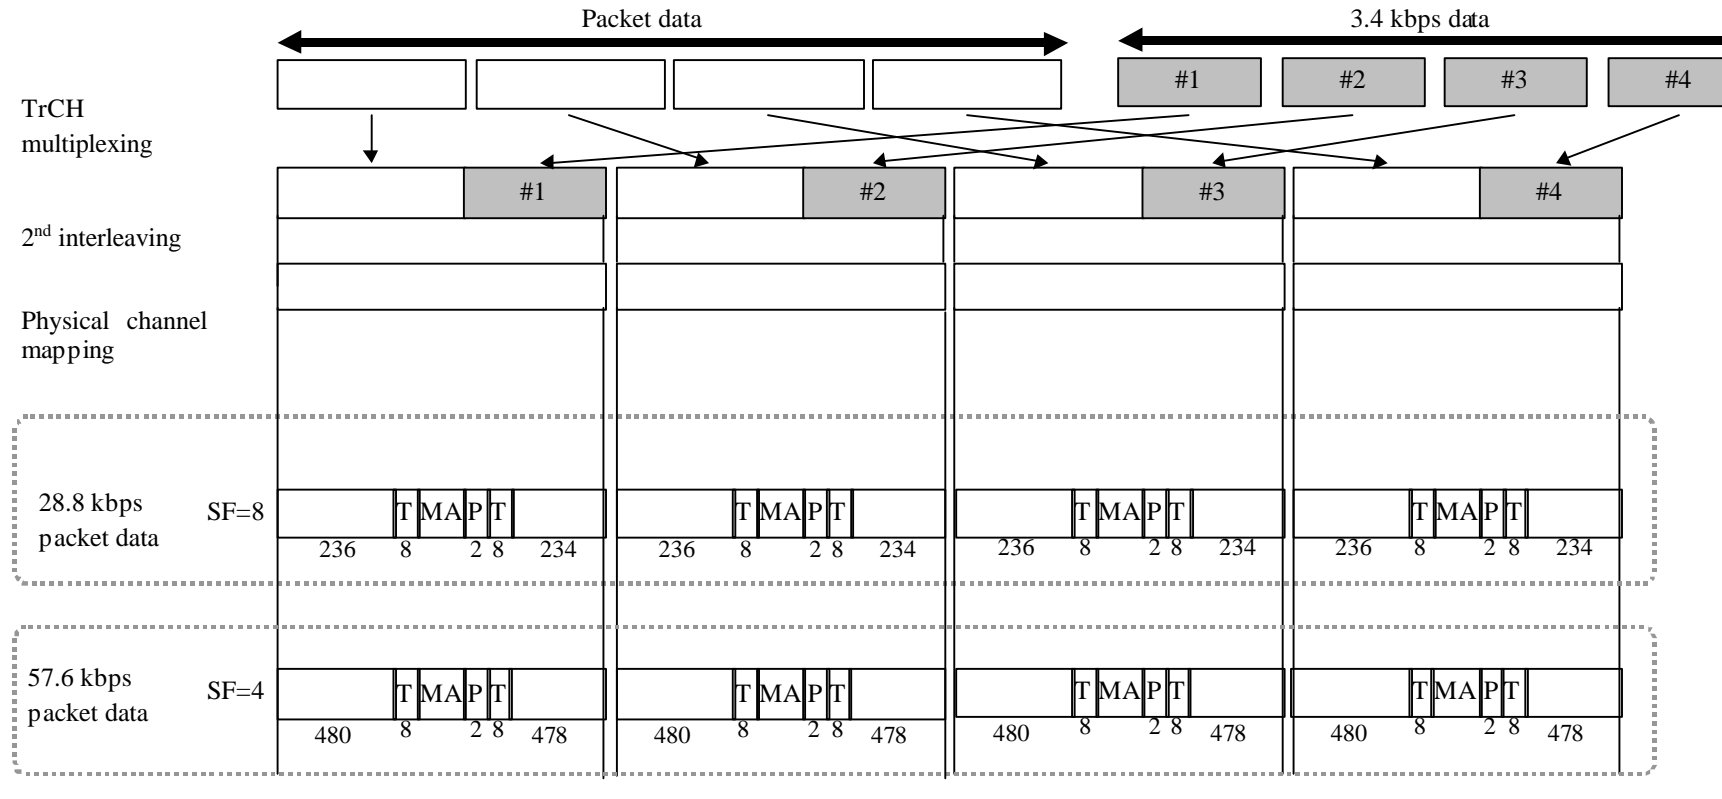 Packet data 3.4 kbps data
#1 #2 #3 #4
TrCH
multiplexing
#1 #2 #3 #4
2nd interleaving
Physical channel
mapping
28.8 kbps
packet data
SF=8
T MA P T T MA P T T MA P T T MA P T
236 8 2 8 234 236 8 2 8 234 236 8 2 8 234 236 8 2 8 234
57.6 kbps
packet data
SF=4
T MA P T T MA P T T MA P T T MA P T
480 8 2 8 478 480 8 2 8 478 480 8 2 8 478 480 8 2 8 478